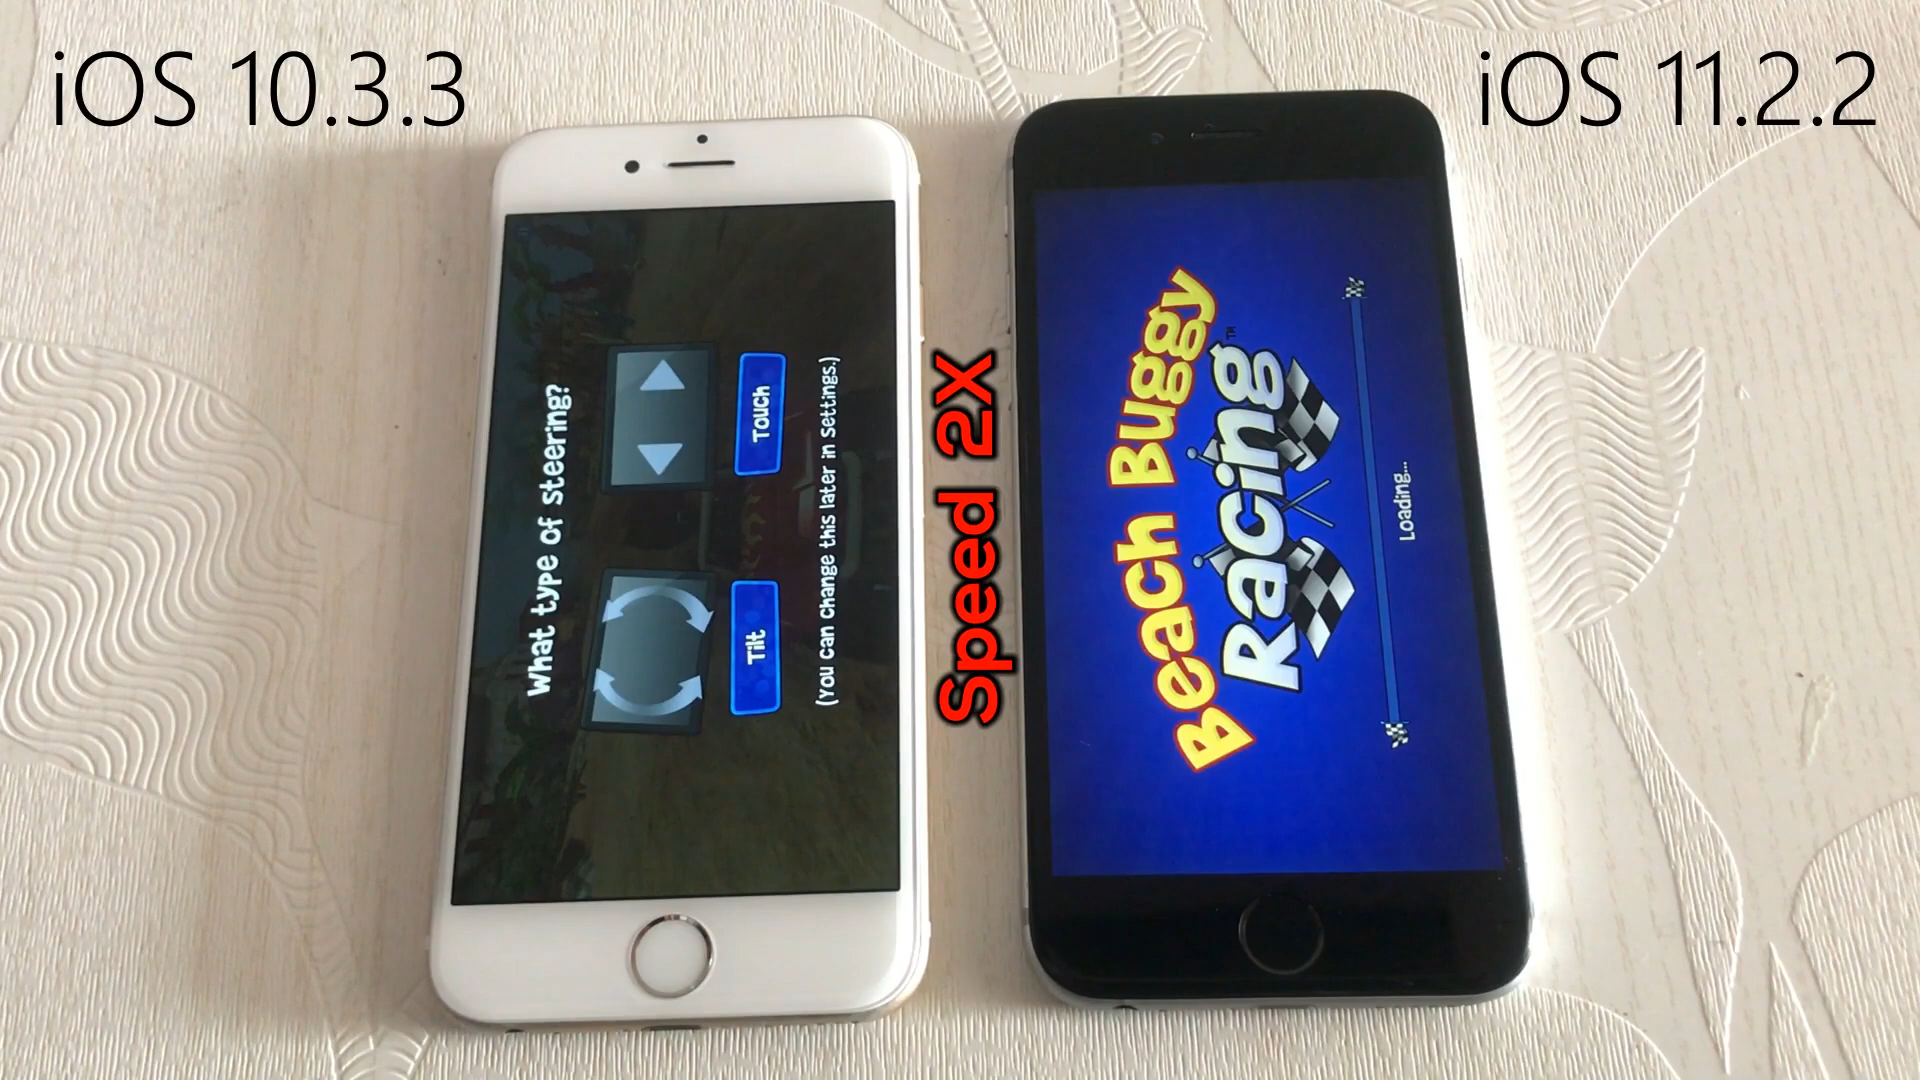 iOS 10.3.3
iOS 11.2.2
What type of steering?
Tilt
Touch
(You can change this later in Settings.)
Speed 2X
Beach Buggy
Racing™
Loading...